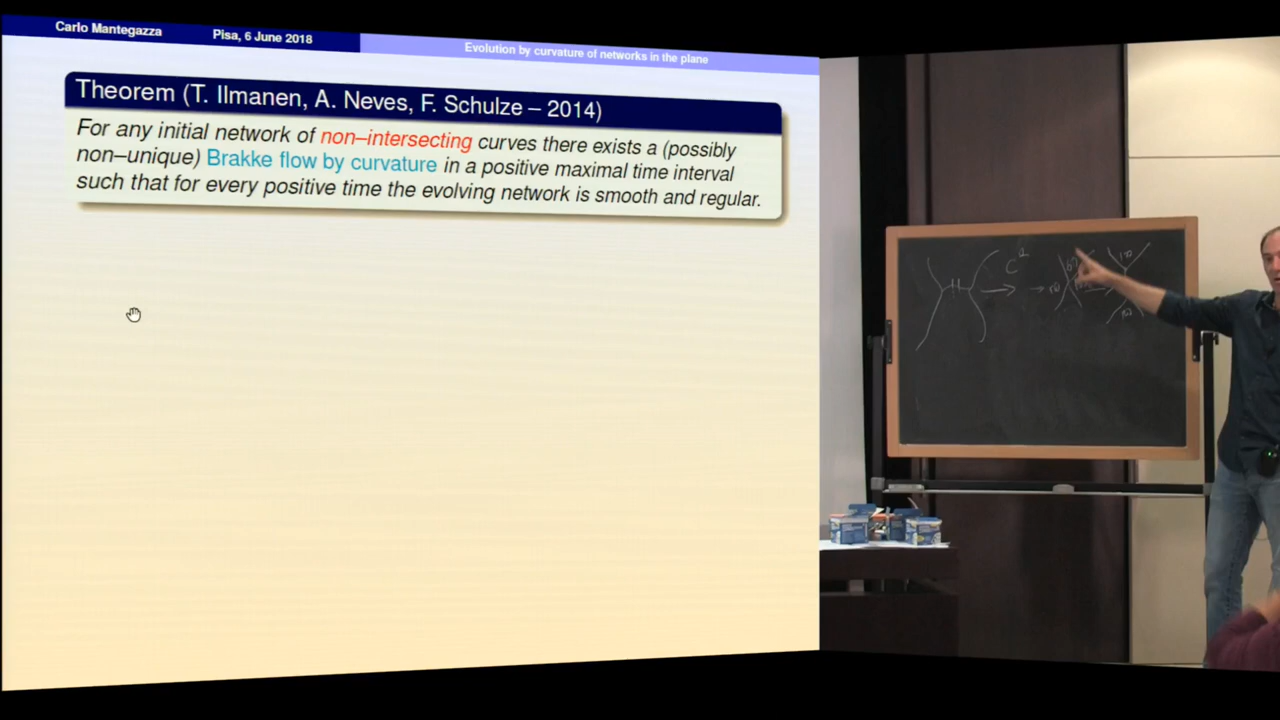 Carlo Mantegazza Pisa, 6 June 2018 Evolution by curvature of networks in the plane
Theorem (T. Ilmanen, A. Neves, F. Schulze – 2014)
For any initial network of non–intersecting curves there exists a (possibly
non–unique) Brakke flow by curvature in a positive maximal time interval
such that for every positive time the evolving network is smooth and regular.